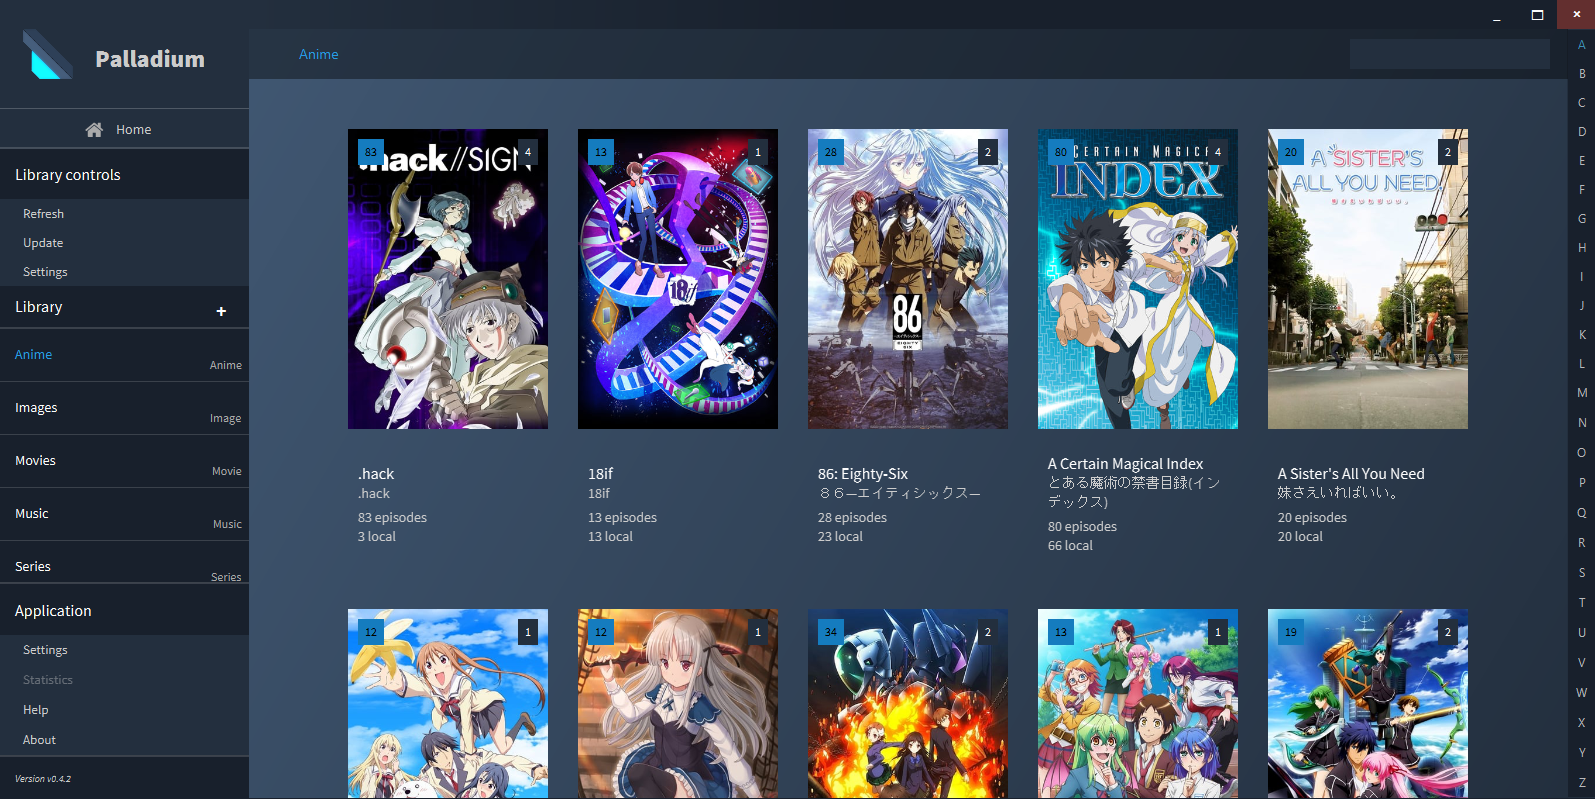 Palladium
Home
Library controls
Refresh
Update
Settings
Library
+
Anime
Anime
Images
Image
Movies
Movie
Music
Music
Series
Series
Application
Settings
Statistics
Help
About
Version v0.4.2
Anime
83
4
.hack//SIGN
.hack
.hack
83 episodes
3 local
13
1
18if
18if
18if
13 episodes
13 local
28
2
86
EIGHTY
SIX
86: Eighty-Six
８６―エイティシックス―
28 episodes
23 local
80
4
CERTAIN MAGICAL
INDEX
A Certain Magical Index
とある魔術の禁書目録(イン
デックス)
80 episodes
66 local
20
2
A SISTER'S
ALL YOU NEED.
A Sister's All You Need
妹さえいればいい。
20 episodes
20 local
12
1
12
1
34
2
13
1
19
2
A
B
C
D
E
F
G
H
I
J
K
L
M
N
O
P
Q
R
S
T
U
V
W
X
Y
Z